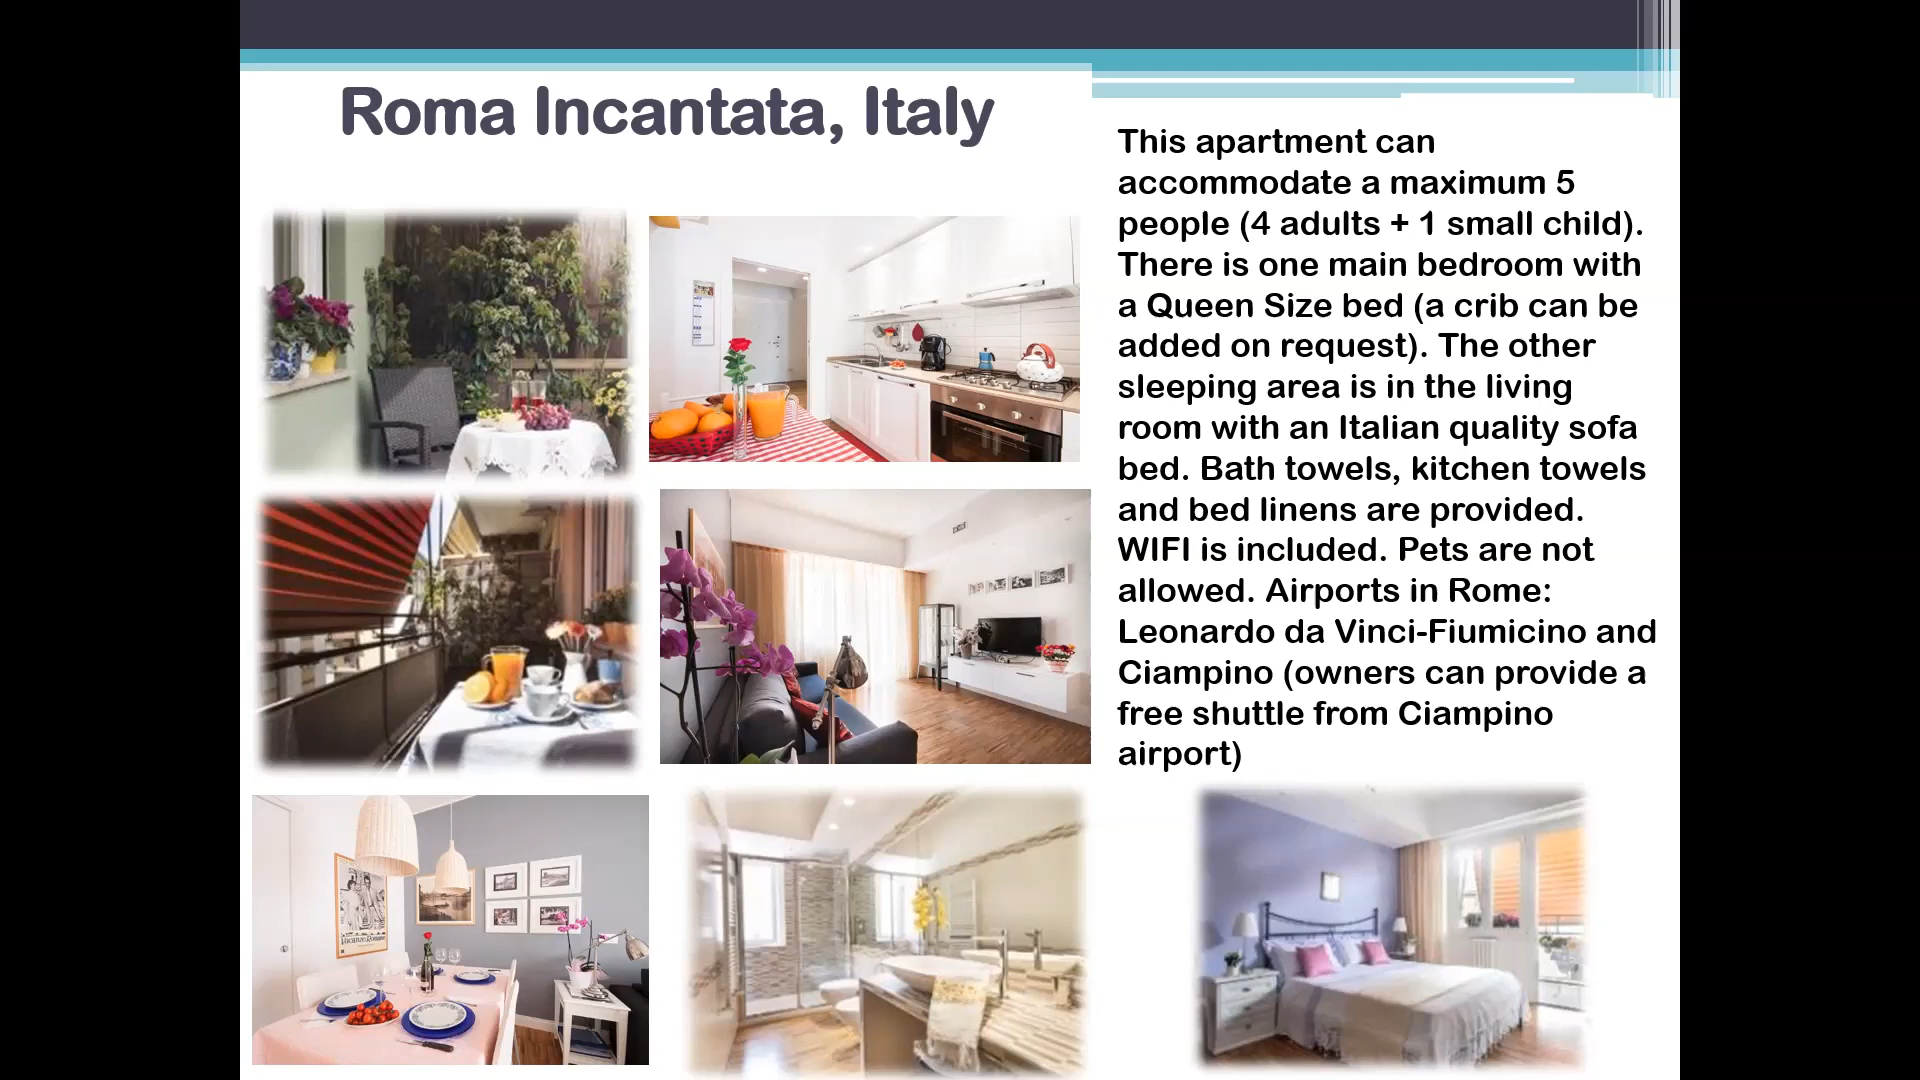 Roma Incantata, Italy
This apartment can
accommodate a maximum 5
people (4 adults + 1 small child).
There is one main bedroom with
a Queen Size bed (a crib can be
added on request). The other
sleeping area is in the living
room with an Italian quality sofa
bed. Bath towels, kitchen towels
and bed linens are provided.
WIFI is included. Pets are not
allowed. Airports in Rome:
Leonardo da Vinci-Fiumicino and
Ciampino (owners can provide a
free shuttle from Ciampino
airport)
Vacanze Romane